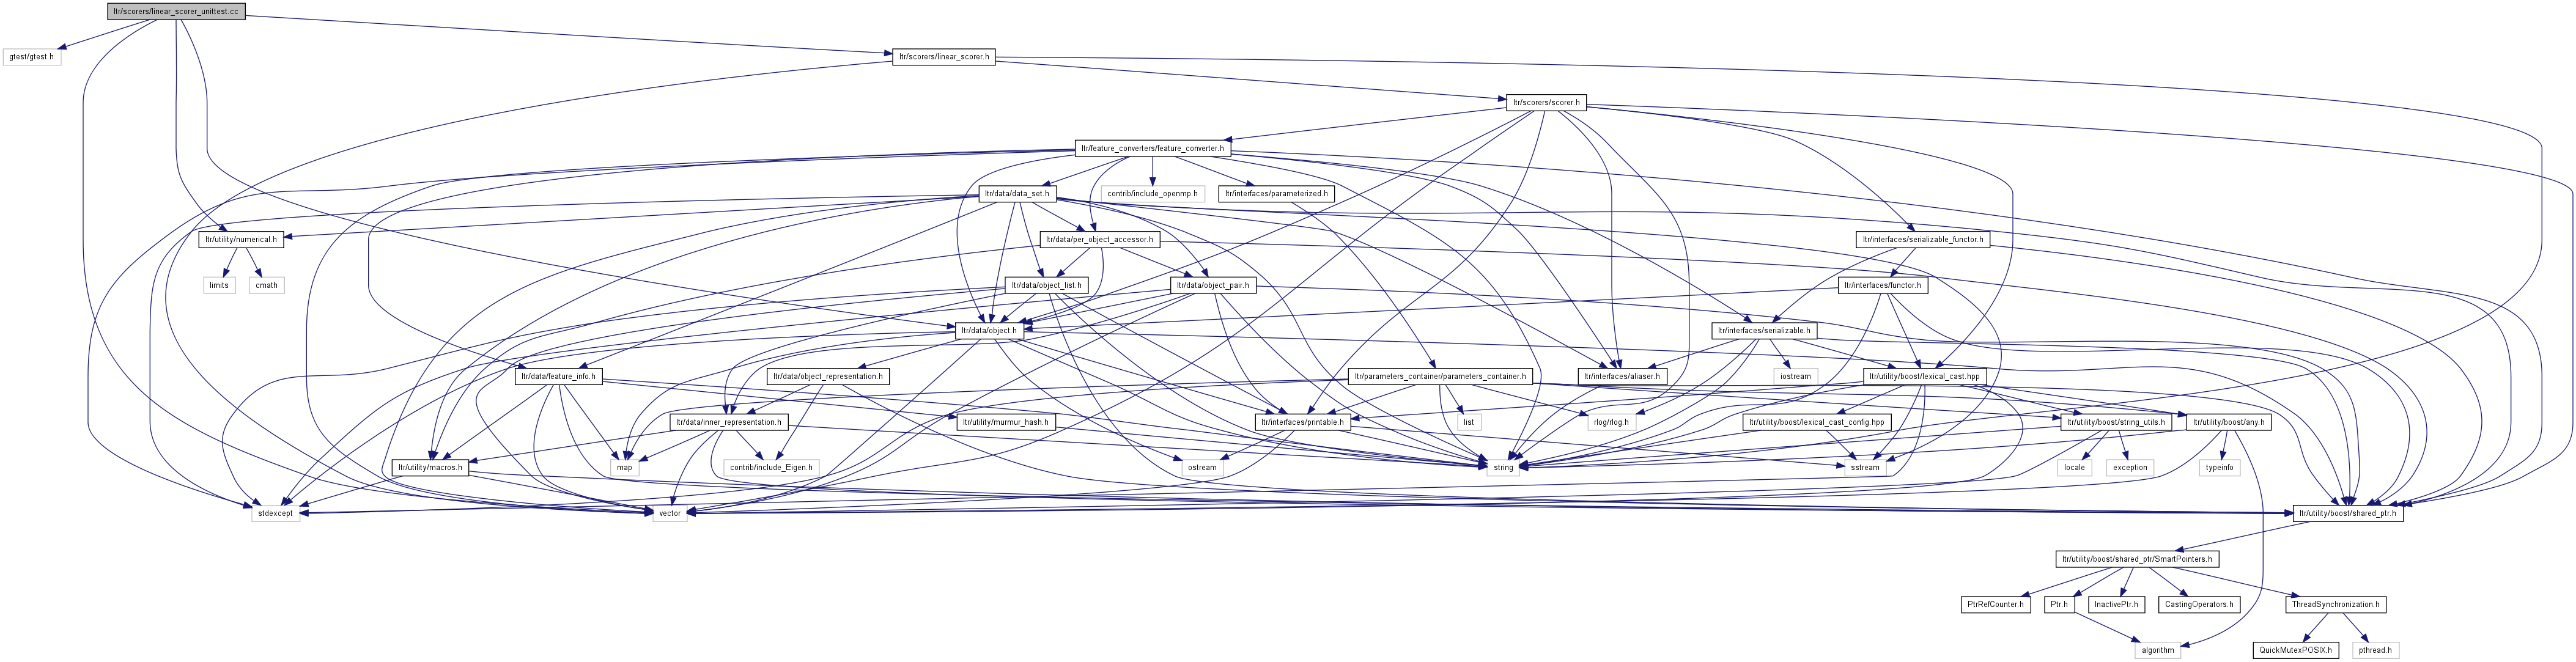 ltr/scorers/linear_scorer_unittest.cc
gtest/gtest.h
ltr/scorers/linear_scorer.h
ltr/scorers/scorer.h
ltr/feature_converters/feature_converter.h
ltr/data/data_set.h
contrib/include_openmp.h
ltr/interfaces/parameterized.h
ltr/utility/numerical.h
ltr/data/per_object_accessor.h
ltr/interfaces/serializable_functor.h
limits
cmath
ltr/data/object_list.h
ltr/data/object_pair.h
ltr/interfaces/functor.h
ltr/data/object.h
ltr/interfaces/serializable.h
ltr/data/feature_info.h
ltr/data/object_representation.h
ltr/parameters_container/parameters_container.h
ltr/interfaces/aliaser.h
iostream
ltr/utility/boost/lexical_cast.hpp
ltr/data/inner_representation.h
ltr/utility/murmur_hash.h
ltr/interfaces/printable.h
list
rlog/rlog.h
ltr/utility/boost/lexical_cast_config.hpp
ltr/utility/boost/string_utils.h
ltr/utility/boost/any.h
ltr/utility/macros.h
map
contrib/include_Eigen.h
ostream
string
sstream
locale
exception
typeinfo
stdexcept
vector
ltr/utility/boost/shared_ptr.h
ltr/utility/boost/shared_ptr/SmartPointers.h
PtrRefCounter.h
Ptr.h
InactivePtr.h
CastingOperators.h
ThreadSynchronization.h
algorithm
QuickMutexPOSIX.h
pthread.h